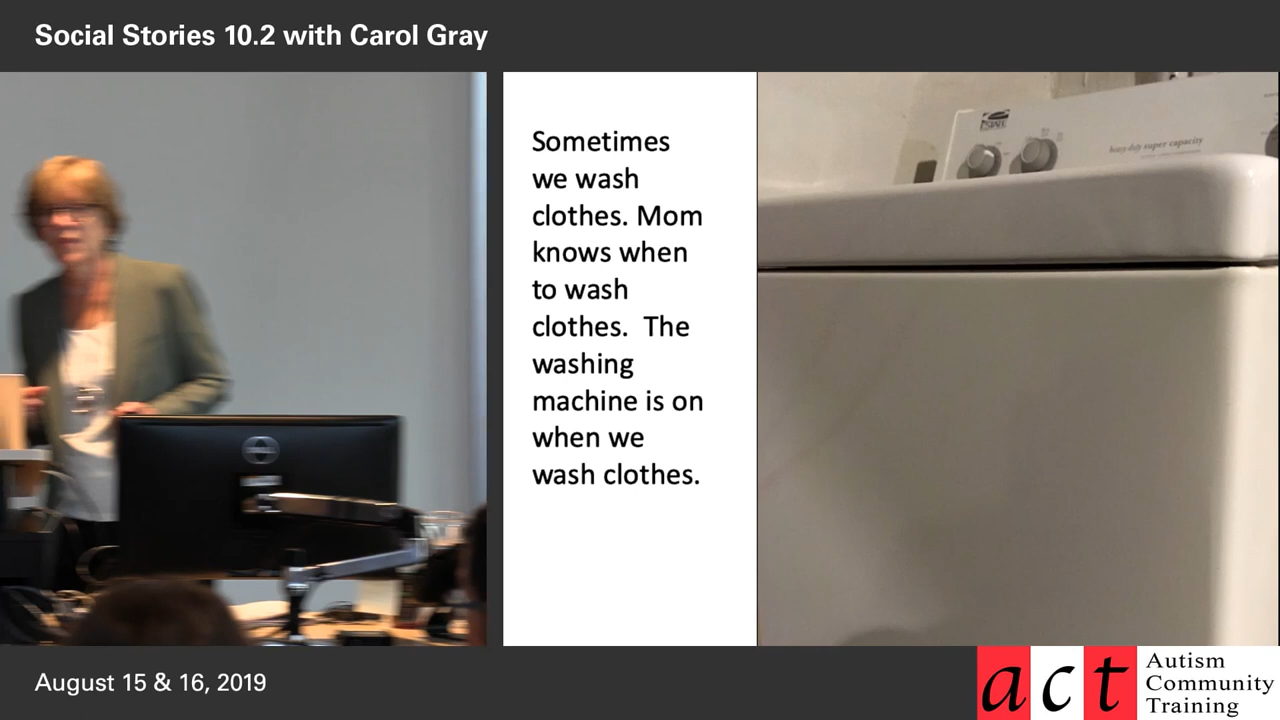 Social Stories 10.2 with Carol Gray
Sometimes
we wash
clothes. Mom
knows when
to wash
clothes.  The
washing
machine is on
when we
wash clothes.
ESTATE
heavy duty super capacity
DELL
August 15 & 16, 2019
act
Autism
Community
Training